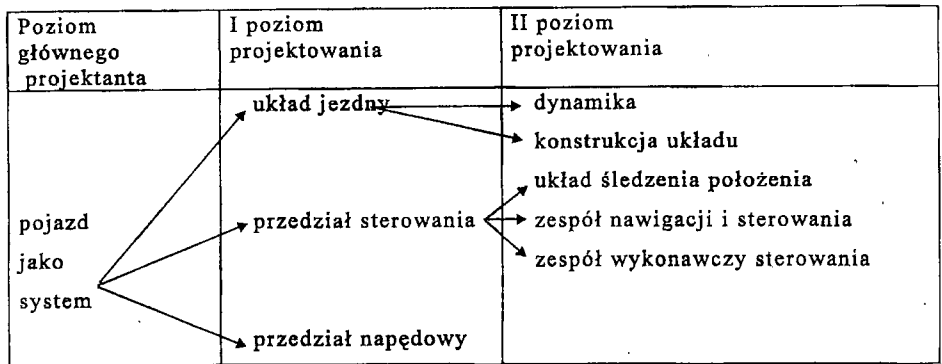 Poziom
głównego
projektanta
I poziom
projektowania
II poziom
projektowania
pojazd
jako
system
układ jezdny
przedział sterowania
przedział napędowy
dynamika
konstrukcja układu
układ śledzenia położenia
zespół nawigacji i sterowania
zespół wykonawczy sterowania